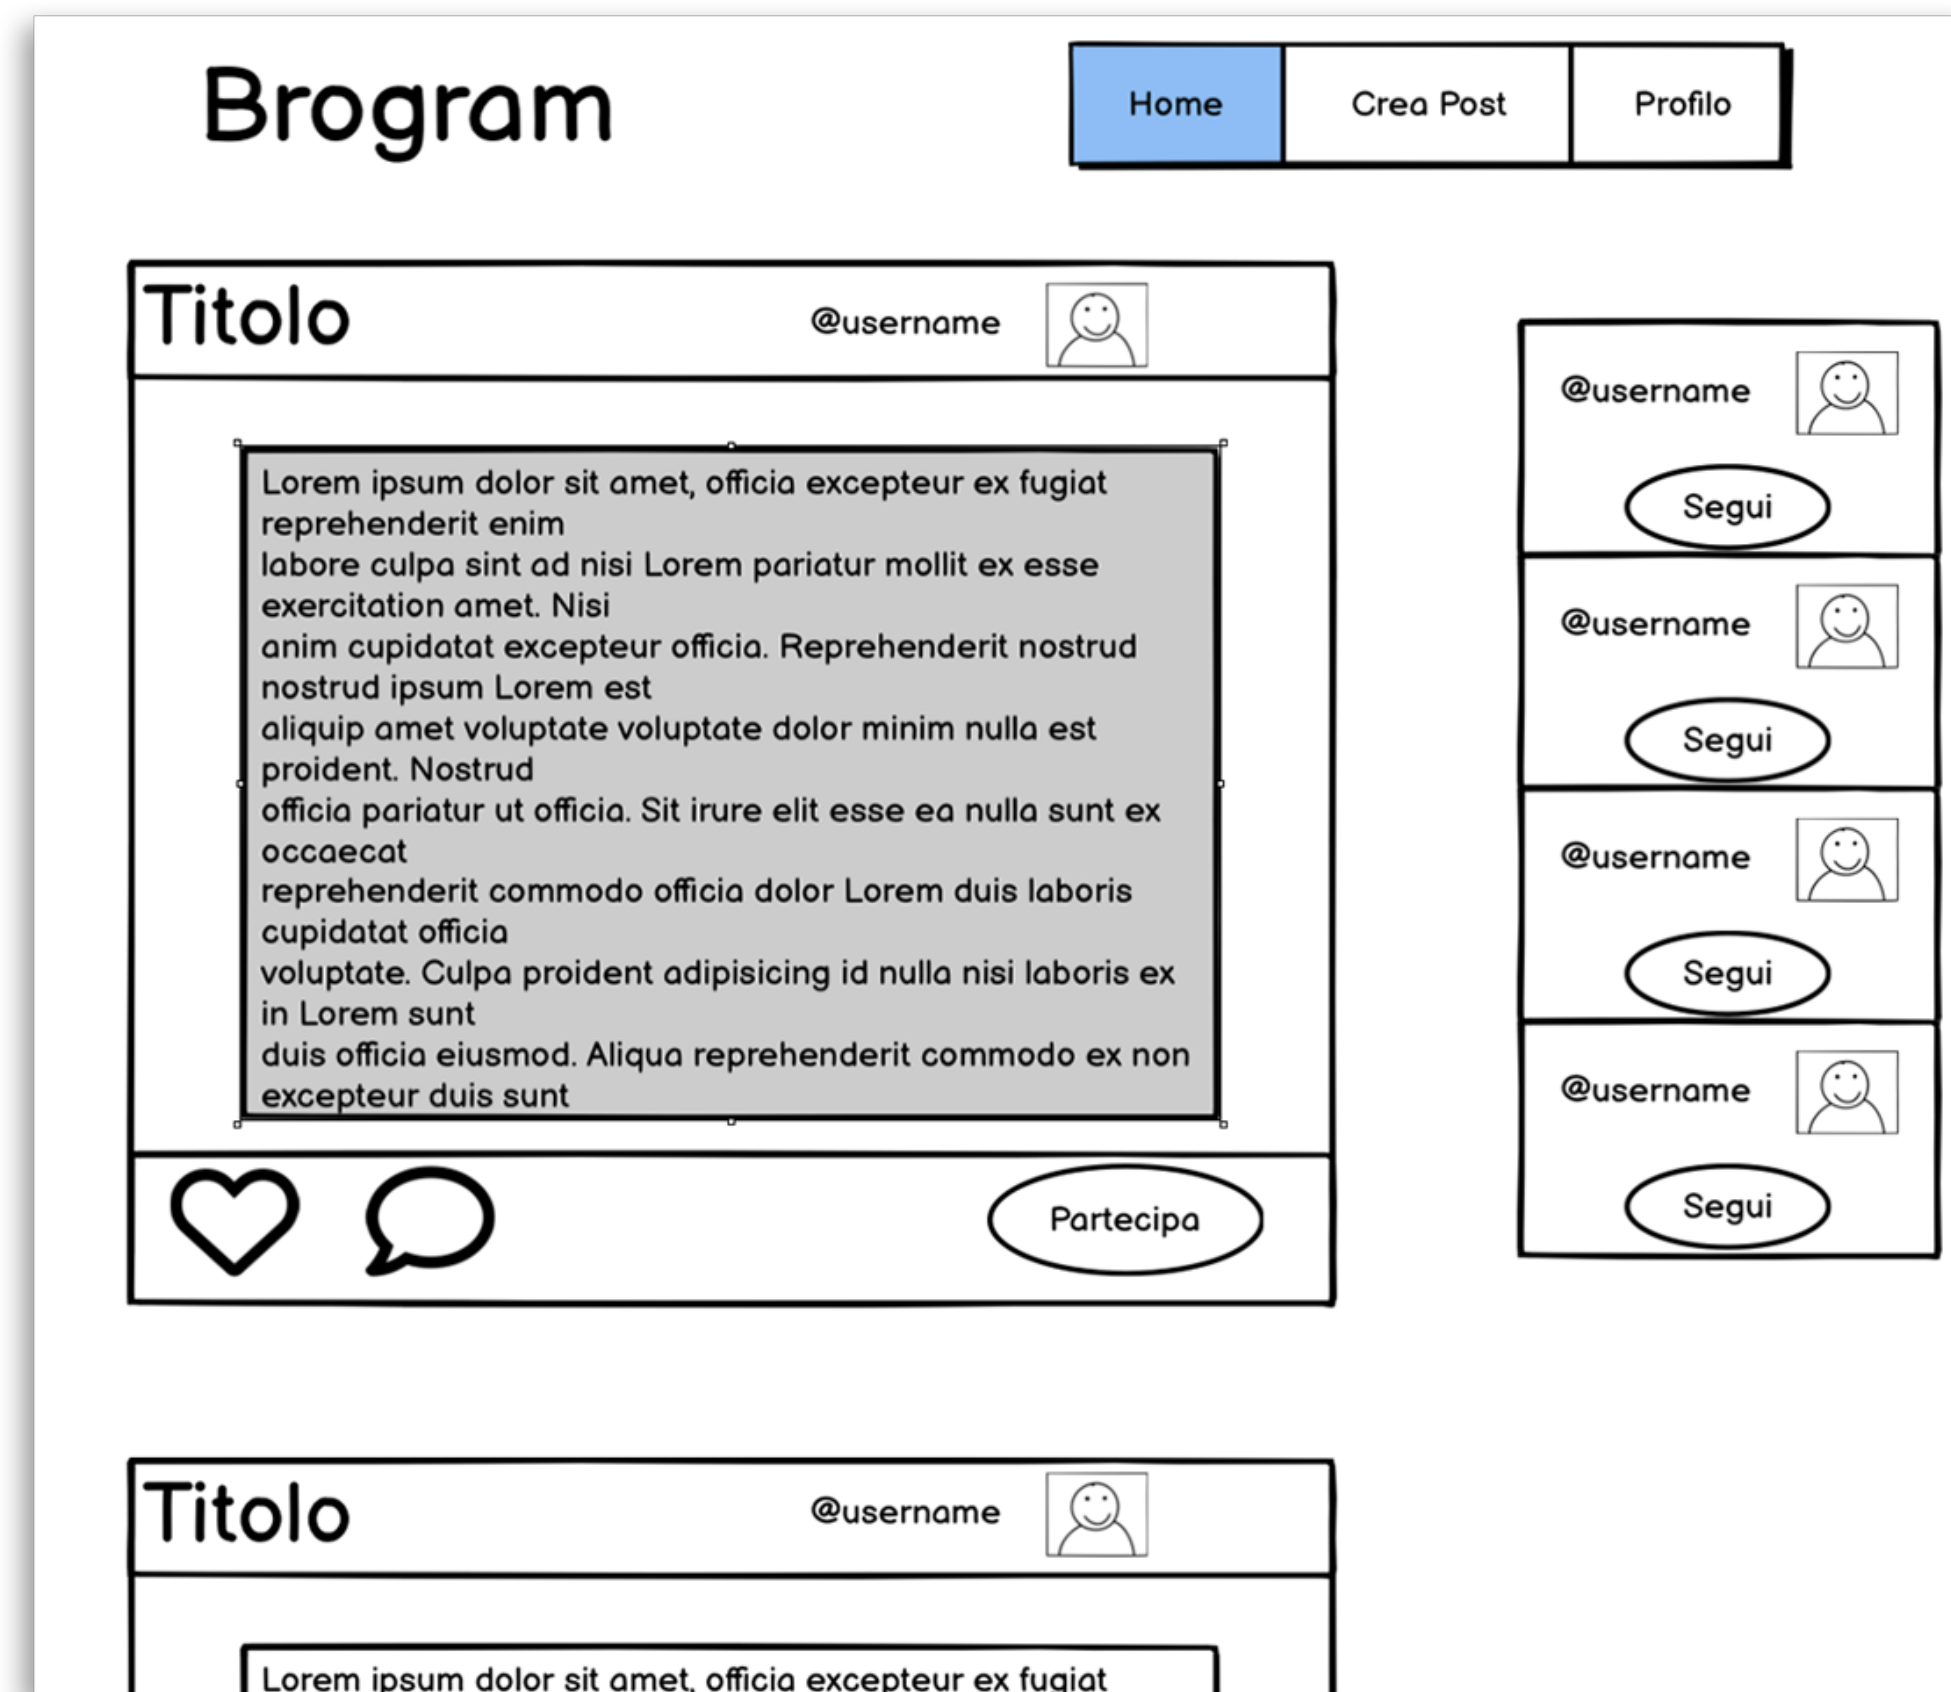 Brogram
Home
Crea Post
Profilo
Titolo
@username
Lorem ipsum dolor sit amet, officia excepteur ex fugiat
reprehenderit enim
labore culpa sint ad nisi Lorem pariatur mollit ex esse
exercitation amet. Nisi
anim cupidatat excepteur officia. Reprehenderit nostrud
nostrud ipsum Lorem est
aliquip amet voluptate voluptate dolor minim nulla est
proident. Nostrud
officia pariatur ut officia. Sit irure elit esse ea nulla sunt ex
occaecat
reprehenderit commodo officia dolor Lorem duis laboris
cupidatat officia
voluptate. Culpa proident adipisicing id nulla nisi laboris ex
in Lorem sunt
duis officia eiusmod. Aliqua reprehenderit commodo ex non
excepteur duis sunt
Partecipa
@username
Segui
@username
Segui
@username
Segui
@username
Segui
Titolo
@username
Lorem ipsum dolor sit amet, officia excepteur ex fugiat